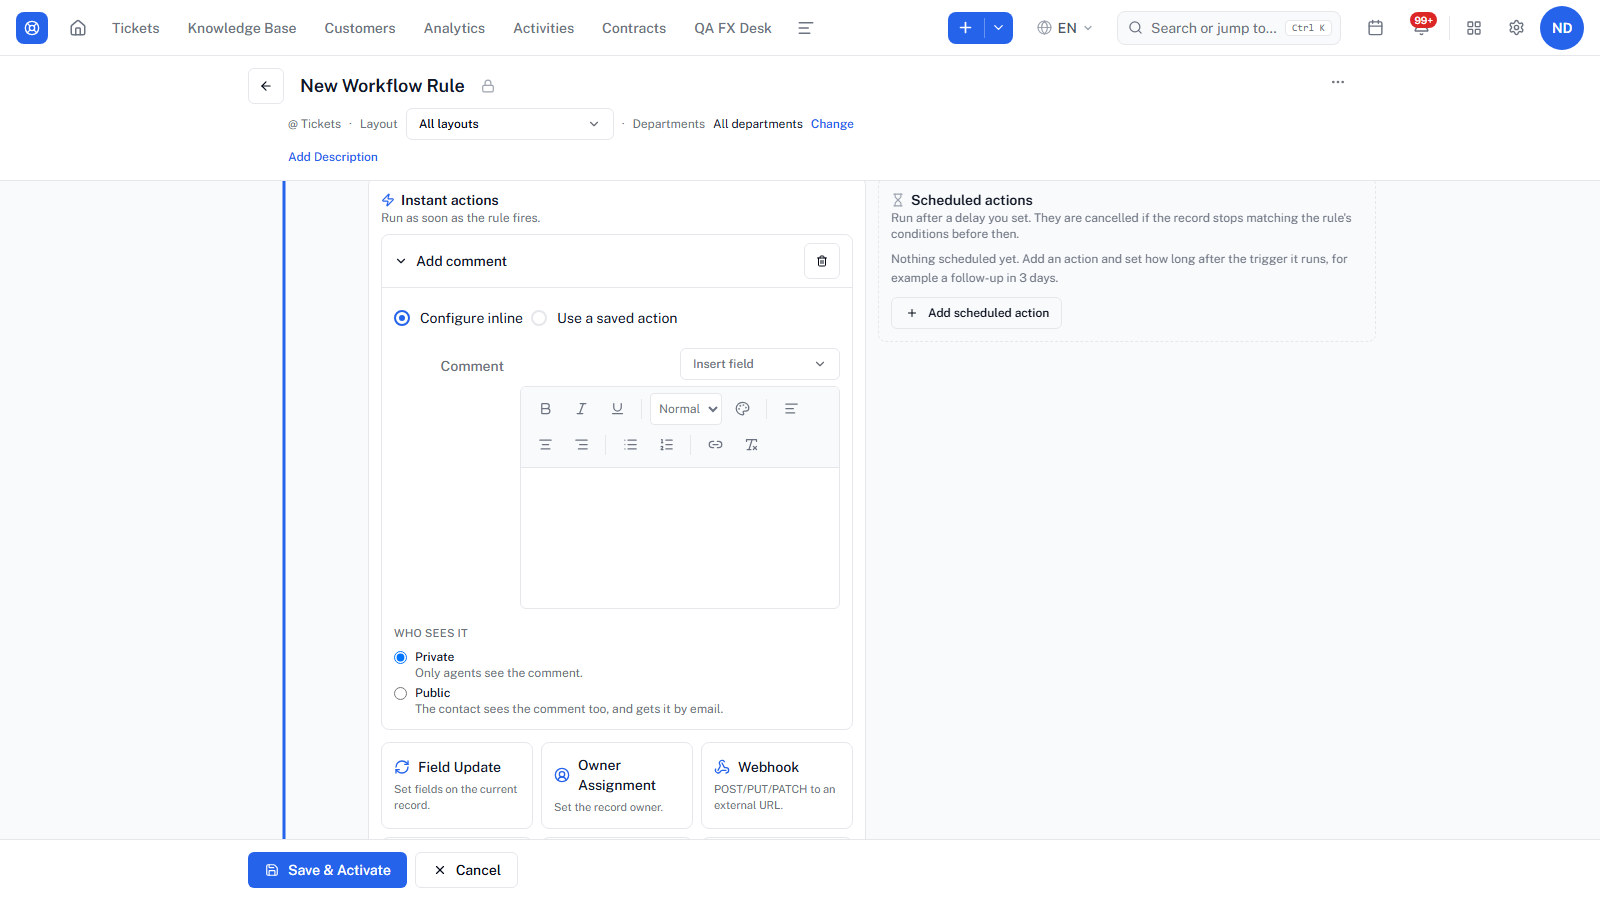 Tickets
Knowledge Base
Customers
Analytics
Activities
Contracts
QA FX Desk
EN
Search or jump to...
Ctrl K
99+
ND
New Workflow Rule
@ Tickets · Layout
All layouts
· Departments All departments Change
Add Description
Instant actions
Run as soon as the rule fires.
Add comment
Configure inline
Use a saved action
Comment
Insert field
Normal
WHO SEES IT
Private
Only agents see the comment.
Public
The contact sees the comment too, and gets it by email.
Field Update
Set fields on the current
record.
Owner
Assignment
Set the record owner.
Webhook
POST/PUT/PATCH to an
external URL.
Scheduled actions
Run after a delay you set. They are cancelled if the record stops matching the rule's
conditions before then.
Nothing scheduled yet. Add an action and set how long after the trigger it runs, for
example a follow-up in 3 days.
Add scheduled action
Save & Activate
Cancel